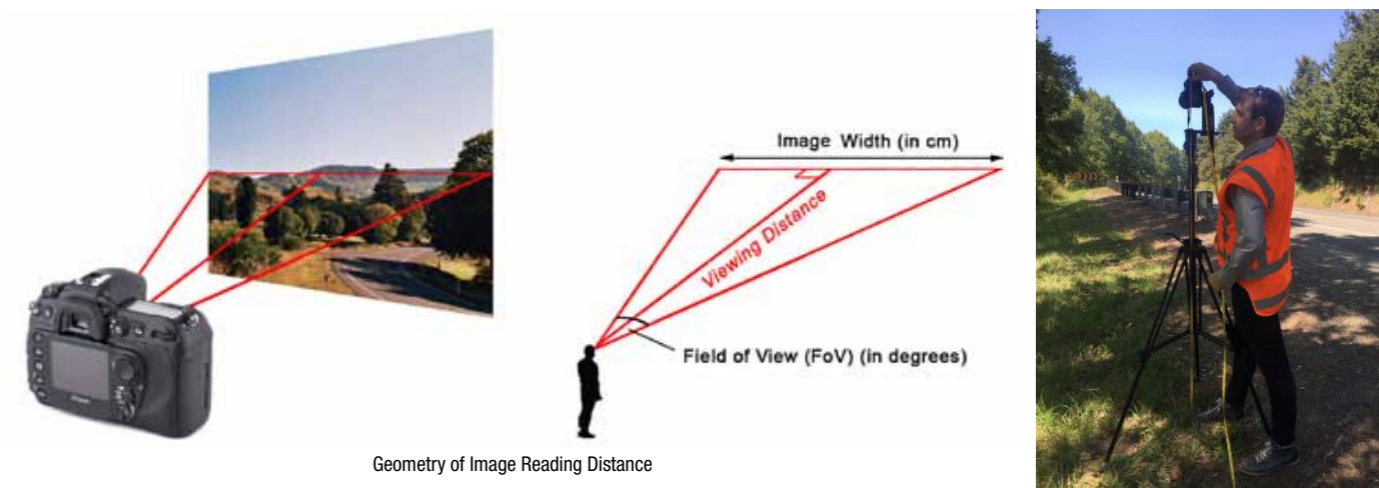 Image Width (in cm)
Viewing Distance
Field of View (FoV) (in degrees)
Geometry of Image Reading Distance